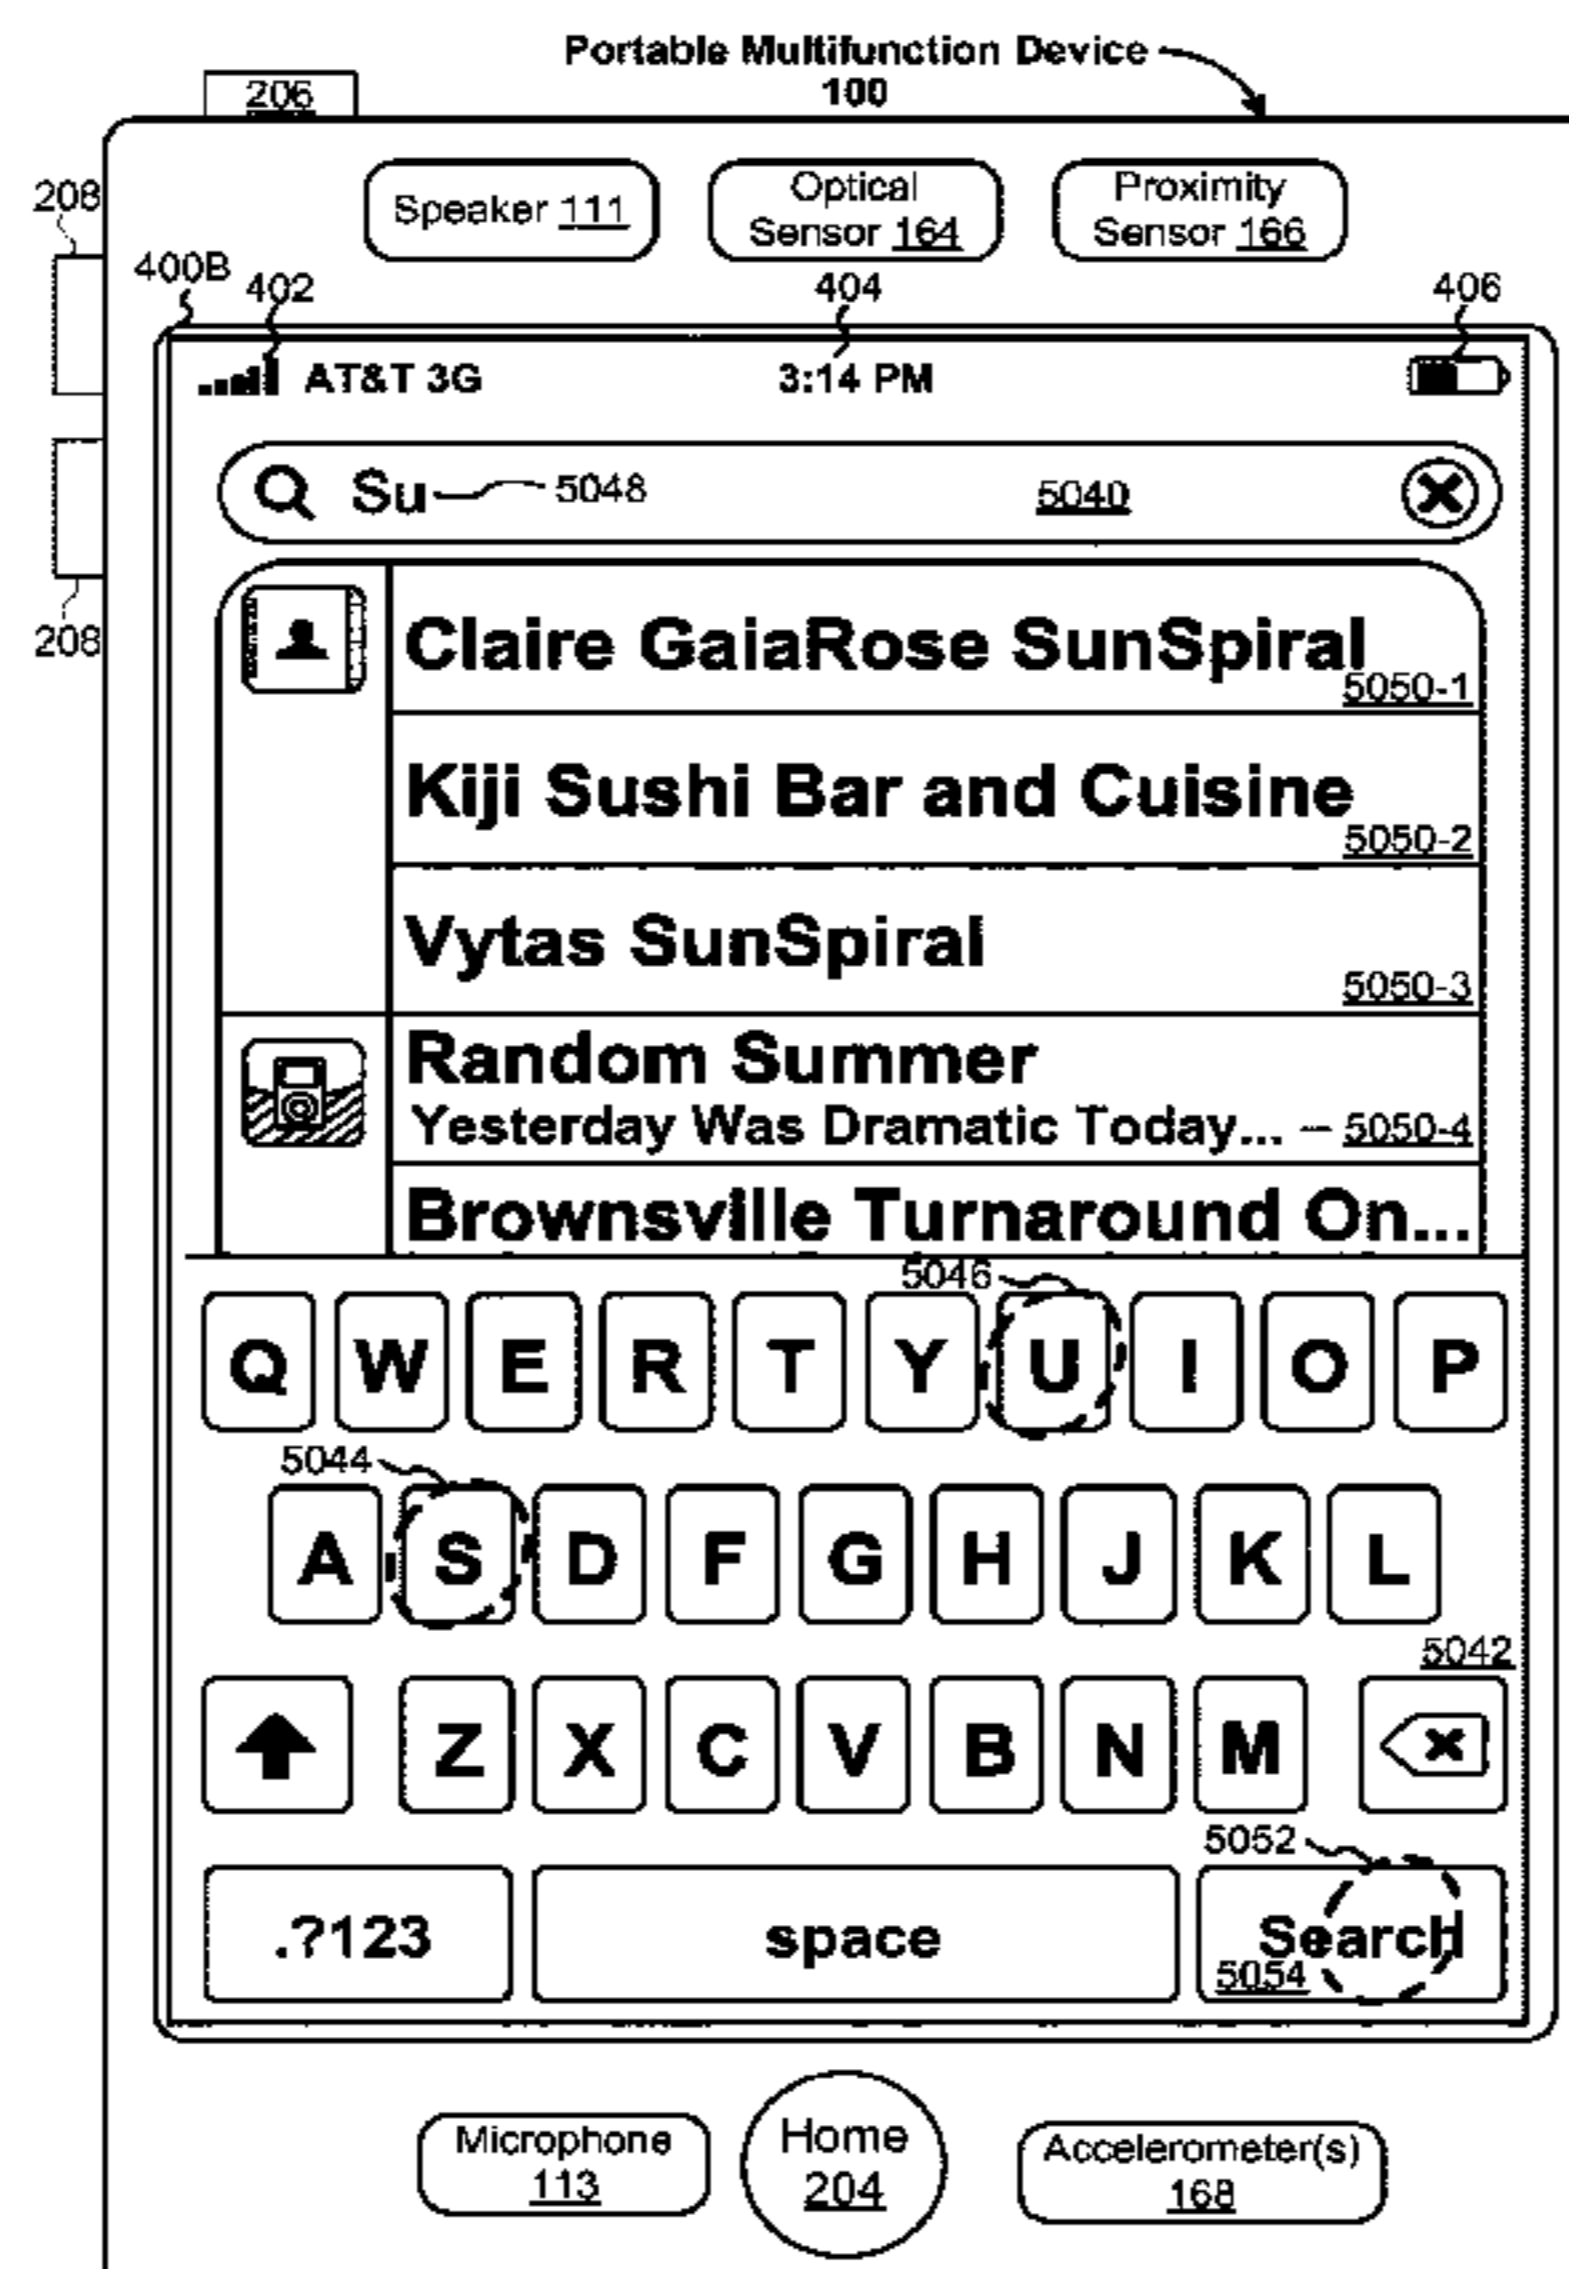 Portable Multifunction Device
100
206
208
Speaker 111
Optical
Sensor 164
Proximity
Sensor 166
400B
402
404
406
AT&T 3G
3:14 PM
Su
5048
5040
208
Claire GaiaRose SunSpiral
5050-1
Kiji Sushi Bar and Cuisine
5050-2
Vytas SunSpiral
5050-3
Random Summer
Yesterday Was Dramatic Today...
5050-4
Brownsville Turnaround On...
5046
Q W E R T Y U I O P
5044
A S D F G H J K L
5042
Z X C V B N M
5052
.?123
space
Search
5054
Microphone
113
Home
204
Accelerometer(s)
168